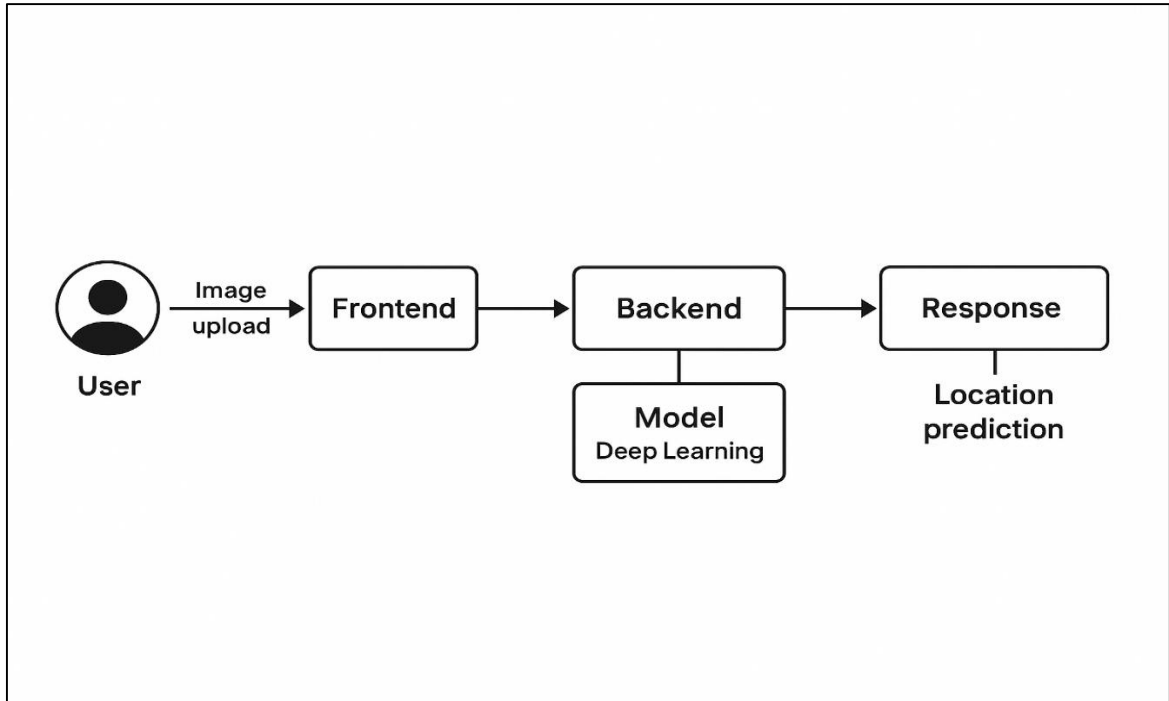 Image
upload
User
Frontend
Backend
Model
Deep Learning
Response
Location
prediction